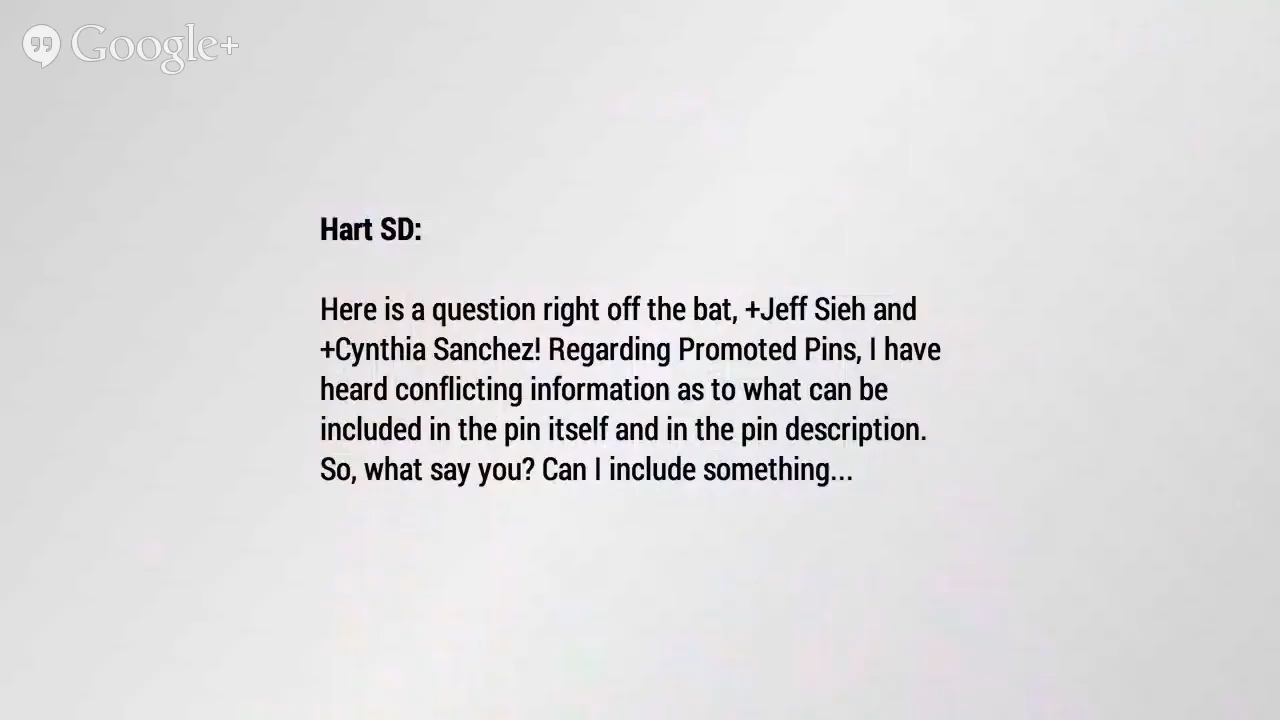 Google+
Hart SD:
Here is a question right off the bat, +Jeff Sieh and
+Cynthia Sanchez! Regarding Promoted Pins, I have
heard conflicting information as to what can be
included in the pin itself and in the pin description.
So, what say you? Can I include something...